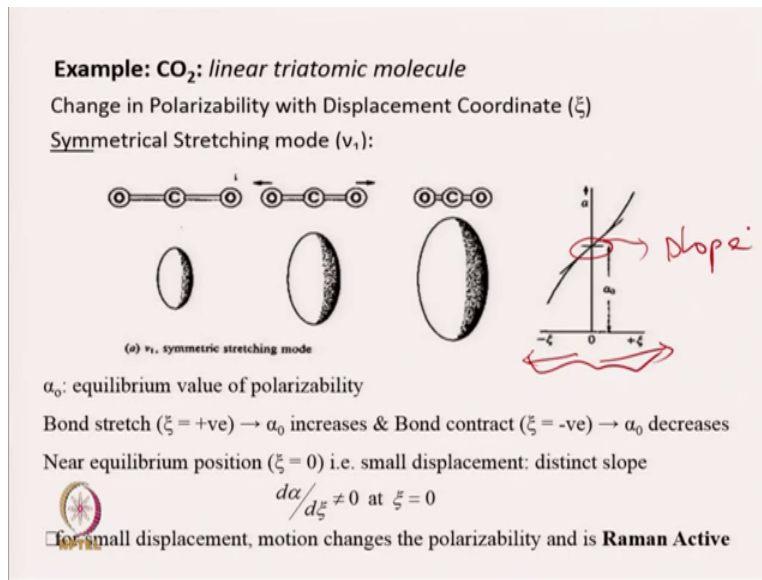 Example: CO₂: linear triatomic molecule
Change in Polarizability with Displacement Coordinate (ξ)
Symmetrical Stretching mode (ν₁):
O C O O C O O C O
α
slope
α₀
-ξ 0 +ξ
(a) ν₁, symmetric stretching mode
α₀: equilibrium value of polarizability
Bond stretch (ξ = +ve) → α₀ increases & Bond contract (ξ = -ve) → α₀ decreases
Near equilibrium position (ξ = 0) i.e. small displacement: distinct slope
dα/dξ ≠ 0 at ξ = 0
for small displacement, motion changes the polarizability and is Raman Active
NPTEL